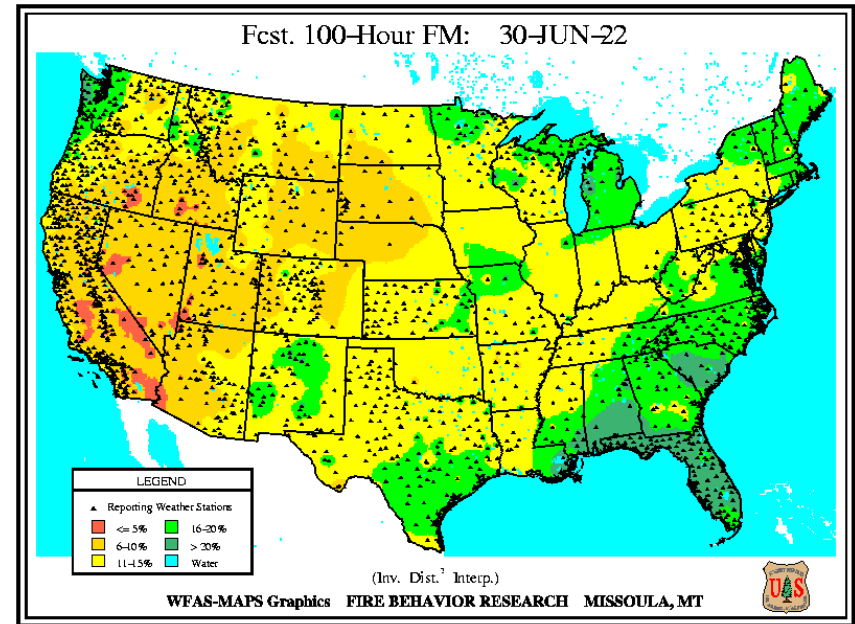 Fcst. 100-Hour FM: 30-JUN-22
LEGEND
Reporting Weather Stations
<= 5%
16-20%
6-10%
> 20%
11-15%
Water
(Inv. Dist.² Interp.)
WFAS-MAPS Graphics FIRE BEHAVIOR RESEARCH MISSOULA, MT
U S